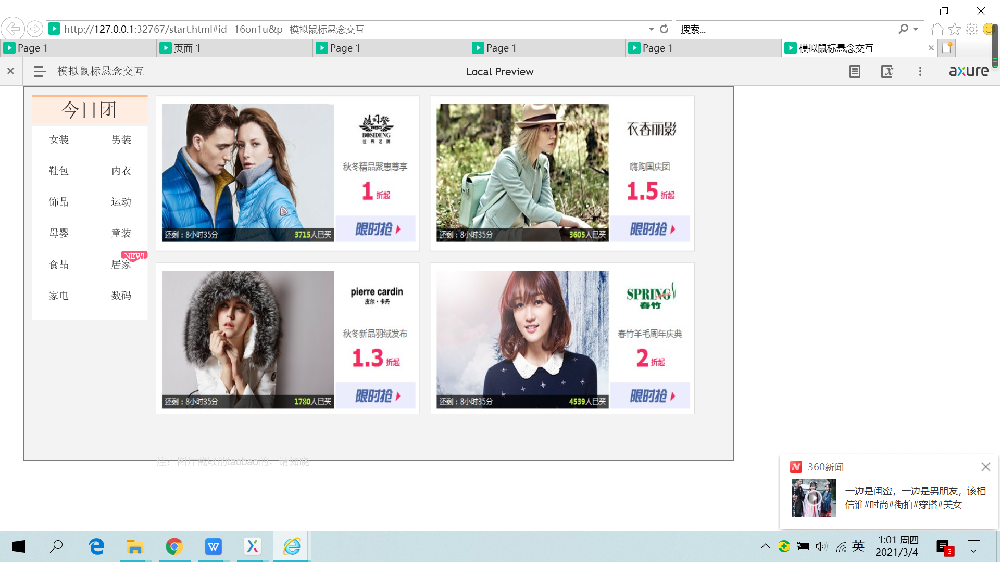 http://127.0.0.1:32767/start.html#id=16on1u&p=模拟鼠标悬念交互
搜索...
Page 1
页面 1
Page 1
Page 1
Page 1
模拟鼠标悬念交互
模拟鼠标悬念交互
Local Preview
axure
今日团
女装
男装
鞋包
内衣
饰品
运动
母婴
童装
NEW!
食品
居家
家电
数码
波司登
BOSIDENG
世界名牌
秋冬精品聚惠尊享
1折起
还剩：8小时35分
3715人已买
限时抢
衣香丽影
嗨购国庆团
1.5折起
还剩：8小时35分
3605人已买
限时抢
pierre cardin
皮尔·卡丹
秋冬新品羽绒发布
1.3折起
还剩：8小时35分
1780人已买
限时抢
SPRING
春竹
春竹羊毛周年庆典
2折起
还剩：8小时35分
4539人已买
限时抢
注：图片截取的taobao的，请知晓
360新闻
一边是闺蜜，一边是男朋友，该相
信谁#时尚#街拍#穿搭#美女
英
1:01 周四
2021/3/4
3